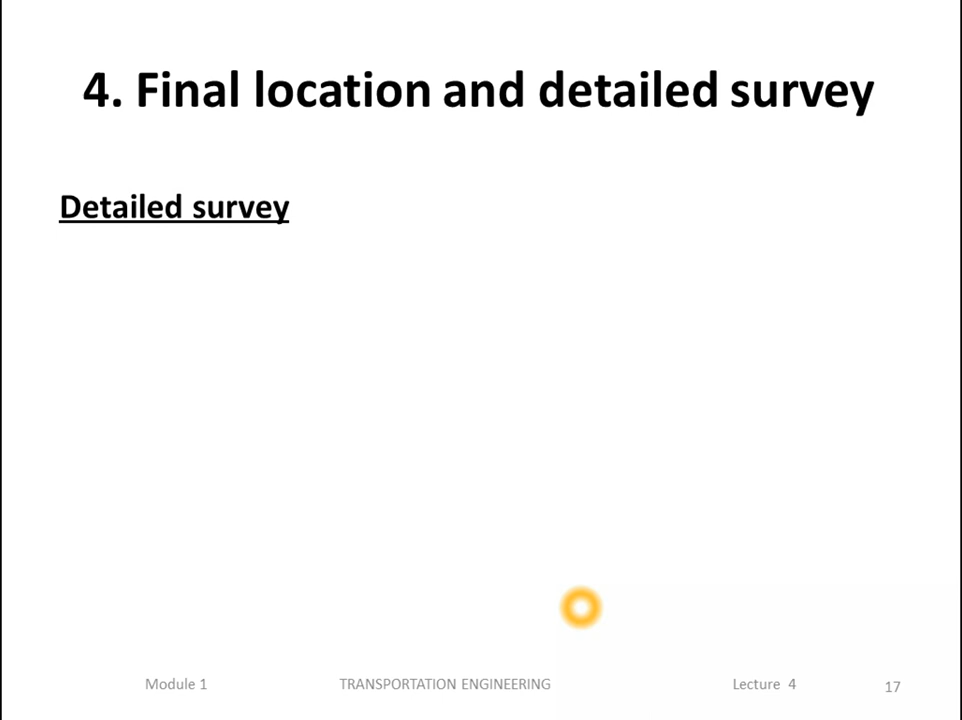 4. Final location and detailed survey
Detailed survey
Module 1 TRANSPORTATION ENGINEERING Lecture 4 17